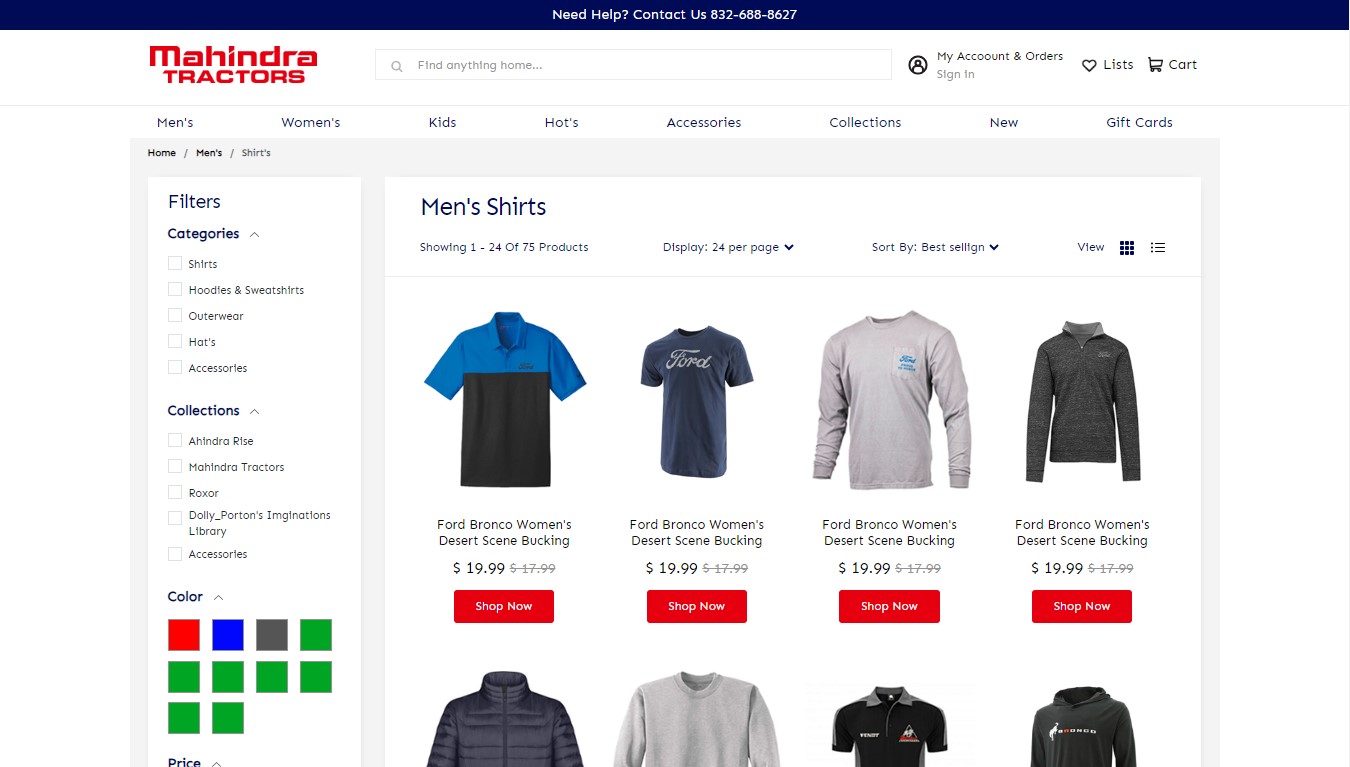 Need Help? Contact Us 832-688-8627
Mahindra
TRACTORS
Find anything home...
My Accoount & Orders
Sign in
Lists
Cart
Men's
Women's
Kids
Hot's
Accessories
Collections
New
Gift Cards
Home / Men's / Shirt's
Filters
Categories
Shirts
Hoodies & Sweatshirts
Outerwear
Hat's
Accessories
Collections
Ahindra Rise
Mahindra Tractors
Roxor
Dolly_Porton's Imginations
Library
Accessories
Color
Price
Men's Shirts
Showing 1 - 24 Of 75 Products
Display: 24 per page
Sort By: Best sellign
View
Ford
Ford
Ford
Ford Bronco Women's
Desert Scene Bucking
$ 19.99 $ 17.99
Shop Now
Ford Bronco Women's
Desert Scene Bucking
$ 19.99 $ 17.99
Shop Now
Ford Bronco Women's
Desert Scene Bucking
$ 19.99 $ 17.99
Shop Now
Ford Bronco Women's
Desert Scene Bucking
$ 19.99 $ 17.99
Shop Now
WENDT
BRONCO